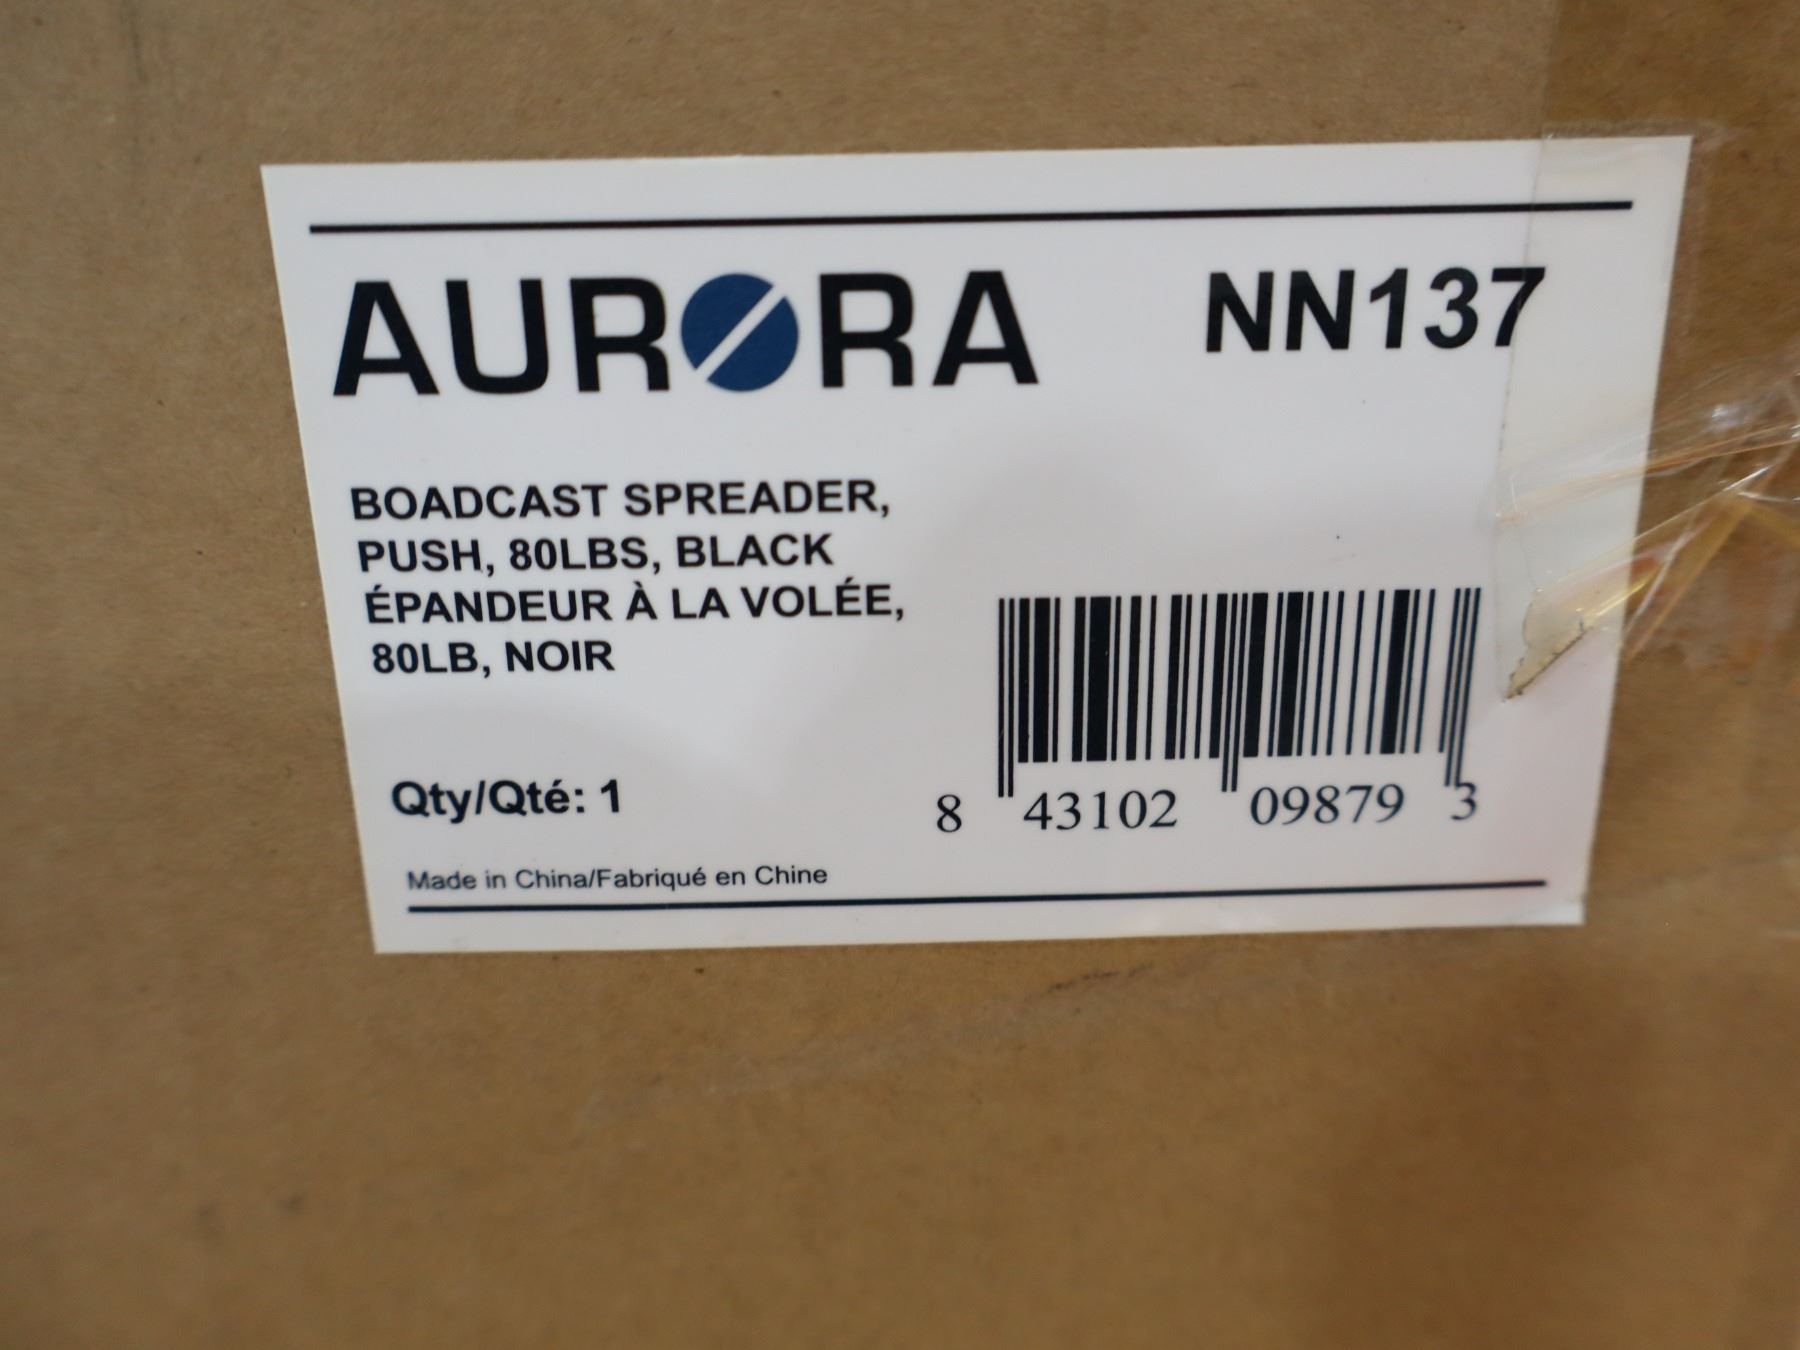 AURORA NN137
BOADCAST SPREADER,
PUSH, 80LBS, BLACK
ÉPANDEUR À LA VOLÉE,
80LB, NOIR
Qty/Qté: 1
8 43102 09879 3
Made in China/Fabriqué en Chine